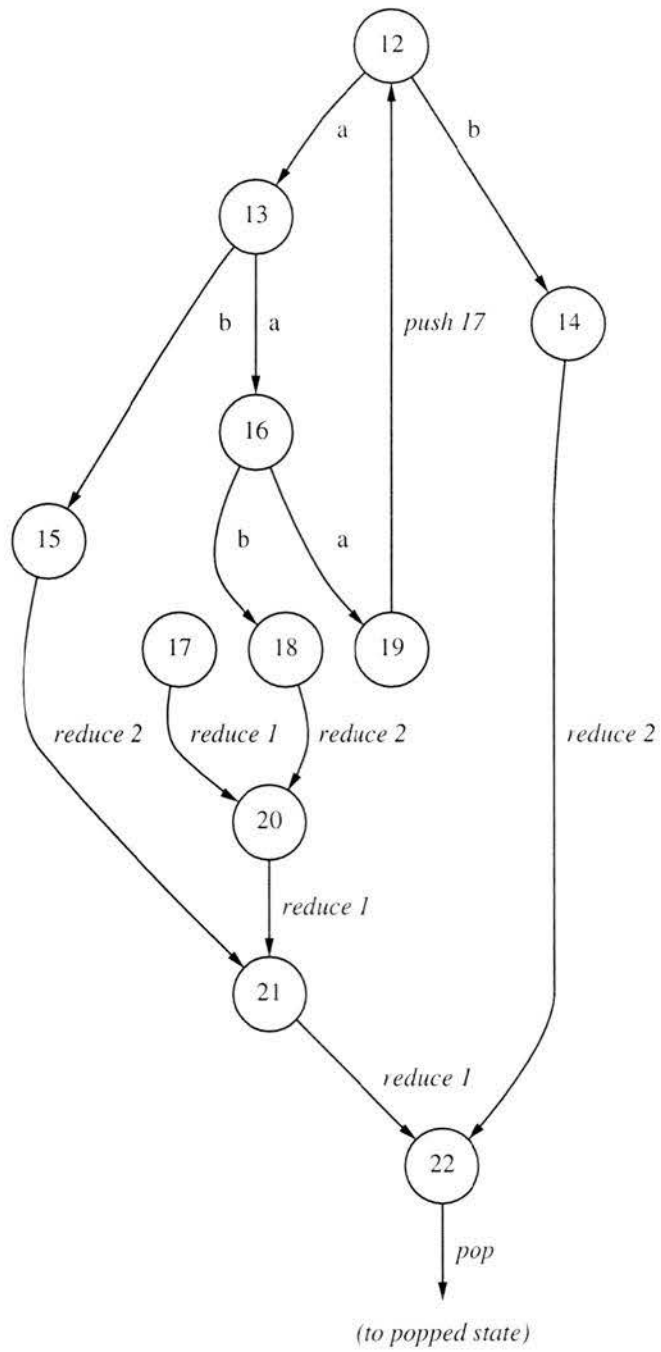 12
a
b
13
14
b
a
push 17
16
15
b
a
17
18
19
reduce 2
reduce 1
reduce 2
reduce 2
20
reduce 1
21
reduce 1
22
pop
(to popped state)